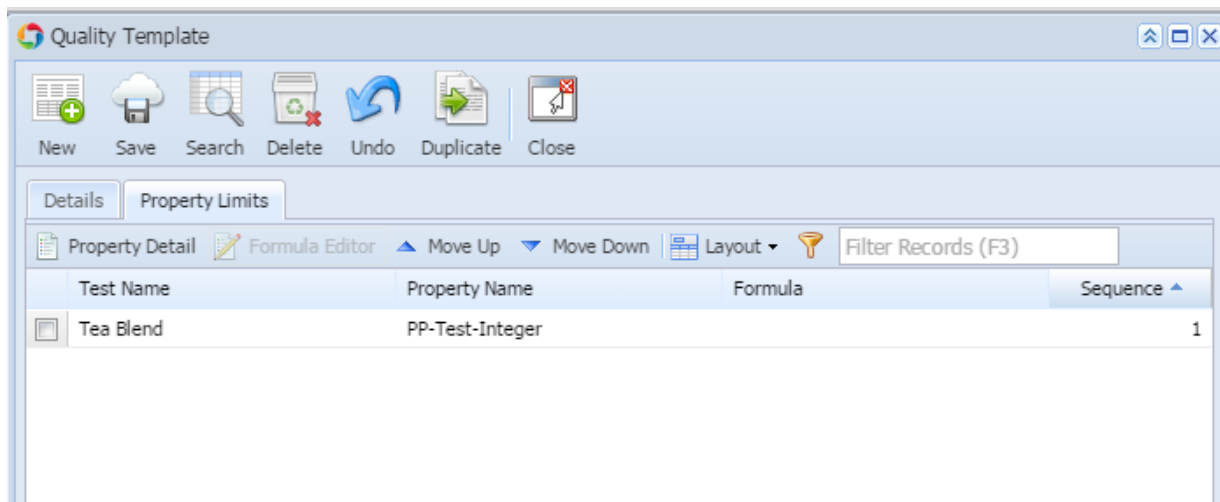 Quality Template
New Save Search Delete Undo Duplicate Close
Details Property Limits
Property Detail Formula Editor Move Up Move Down Layout Filter Records (F3)
Test Name Property Name Formula Sequence
Tea Blend PP-Test-Integer 1